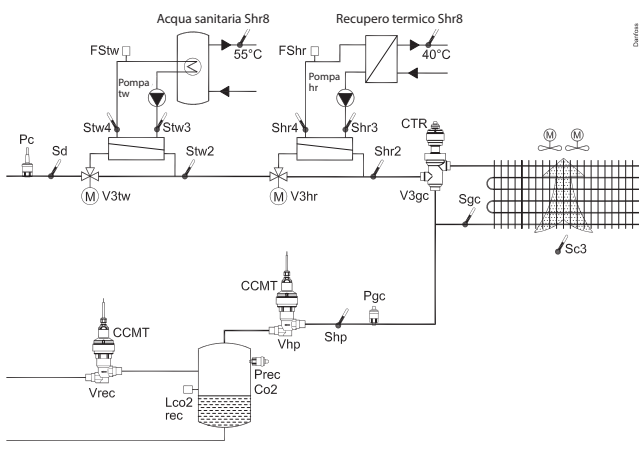 Acqua sanitaria Shr8
Recupero termico Shr8
Danfoss
FStw
55°C
FShr
40°C
Pompa
tw
Pompa
hr
Stw4
Stw3
Shr4
Shr3
CTR
M
M
Pc
Sd
Stw2
Shr2
M
V3tw
M
V3hr
V3gc
Sgc
Sc3
CCMT
Pgc
CCMT
Vhp
Shp
Vrec
Prec
Co2
Lco2
rec